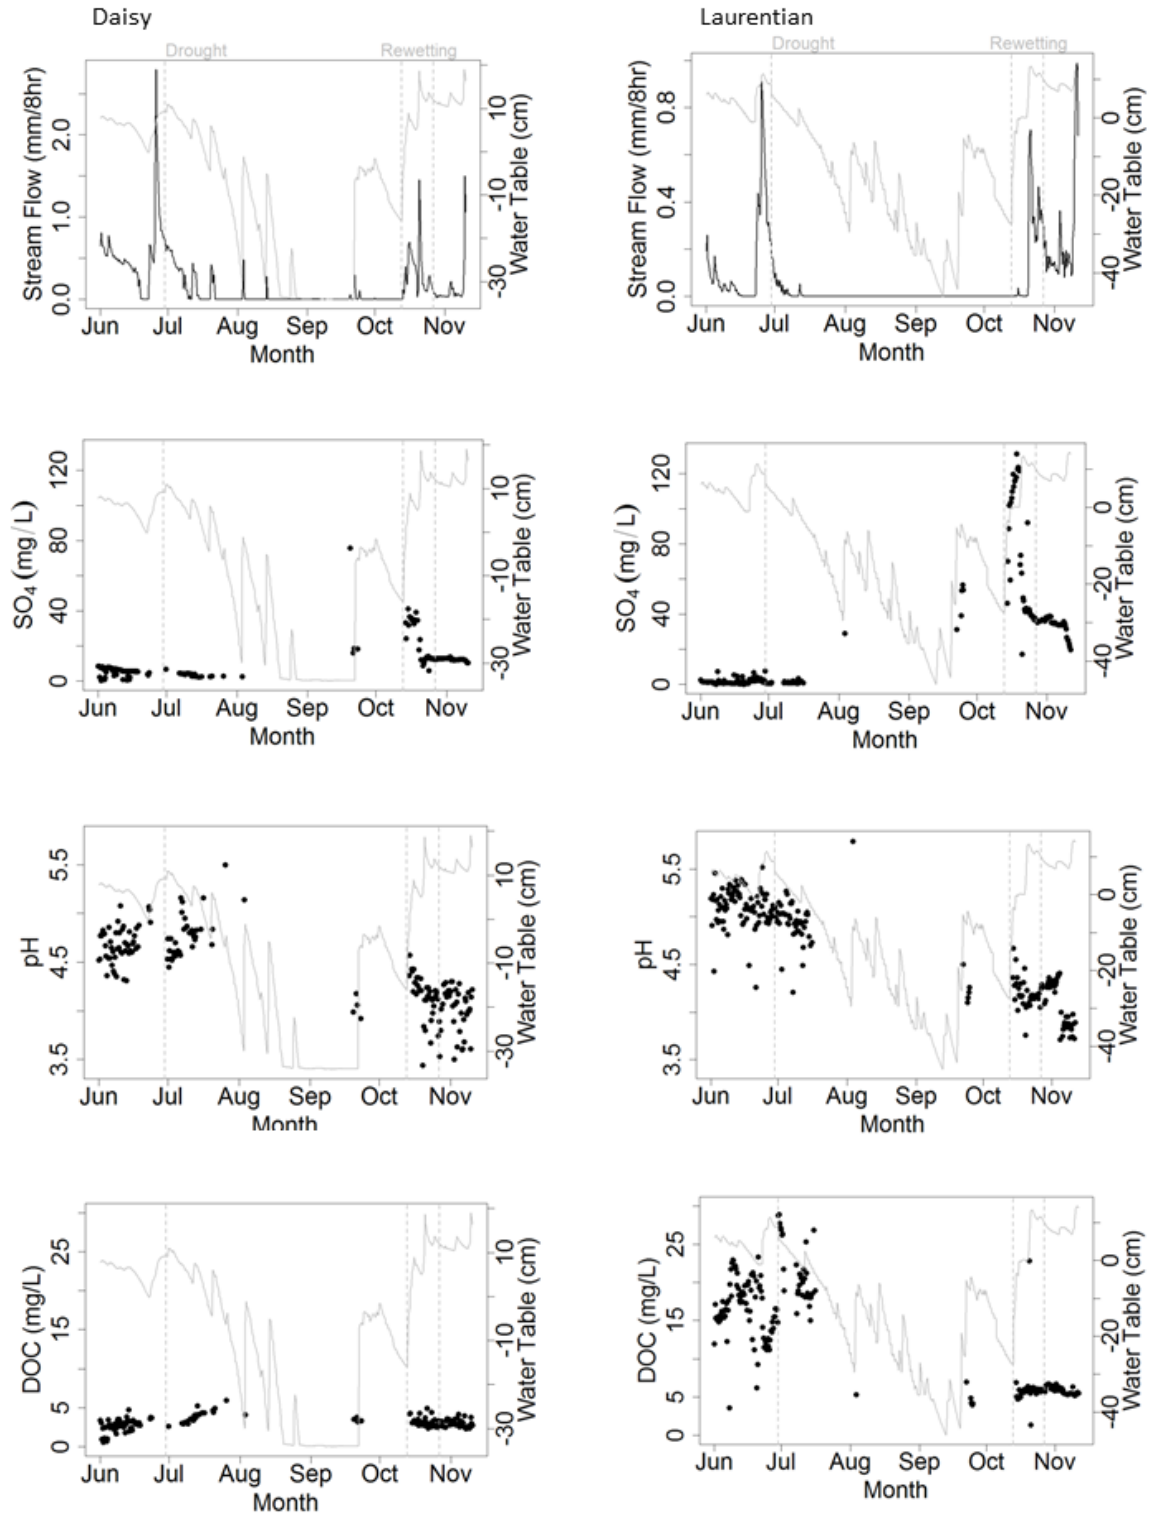 Daisy
Laurentian
Drought Rewetting
Stream Flow (mm/8hr)
0.0 1.0 2.0
Water Table (cm)
-30 -10 10
Jun Jul Aug Sep Oct Nov
Month
Drought Rewetting
Stream Flow (mm/8hr)
0.0 0.4 0.8
Water Table (cm)
-40 -20 0
Jun Jul Aug Sep Oct Nov
Month
SO4 (mg/L)
0 40 80 120
Water Table (cm)
-30 -10 10
Jun Jul Aug Sep Oct Nov
Month
SO4 (mg/L)
0 40 80 120
Water Table (cm)
-40 -20 0
Jun Jul Aug Sep Oct Nov
Month
pH
3.5 4.5 5.5
Water Table (cm)
-30 -10 10
Jun Jul Aug Sep Oct Nov
Month
pH
3.5 4.5 5.5
Water Table (cm)
-40 -20 0
Jun Jul Aug Sep Oct Nov
Month
DOC (mg/L)
0 5 15 25
Water Table (cm)
-30 -10 10
Jun Jul Aug Sep Oct Nov
Month
DOC (mg/L)
0 5 15 25
Water Table (cm)
-40 -20 0
Jun Jul Aug Sep Oct Nov
Month